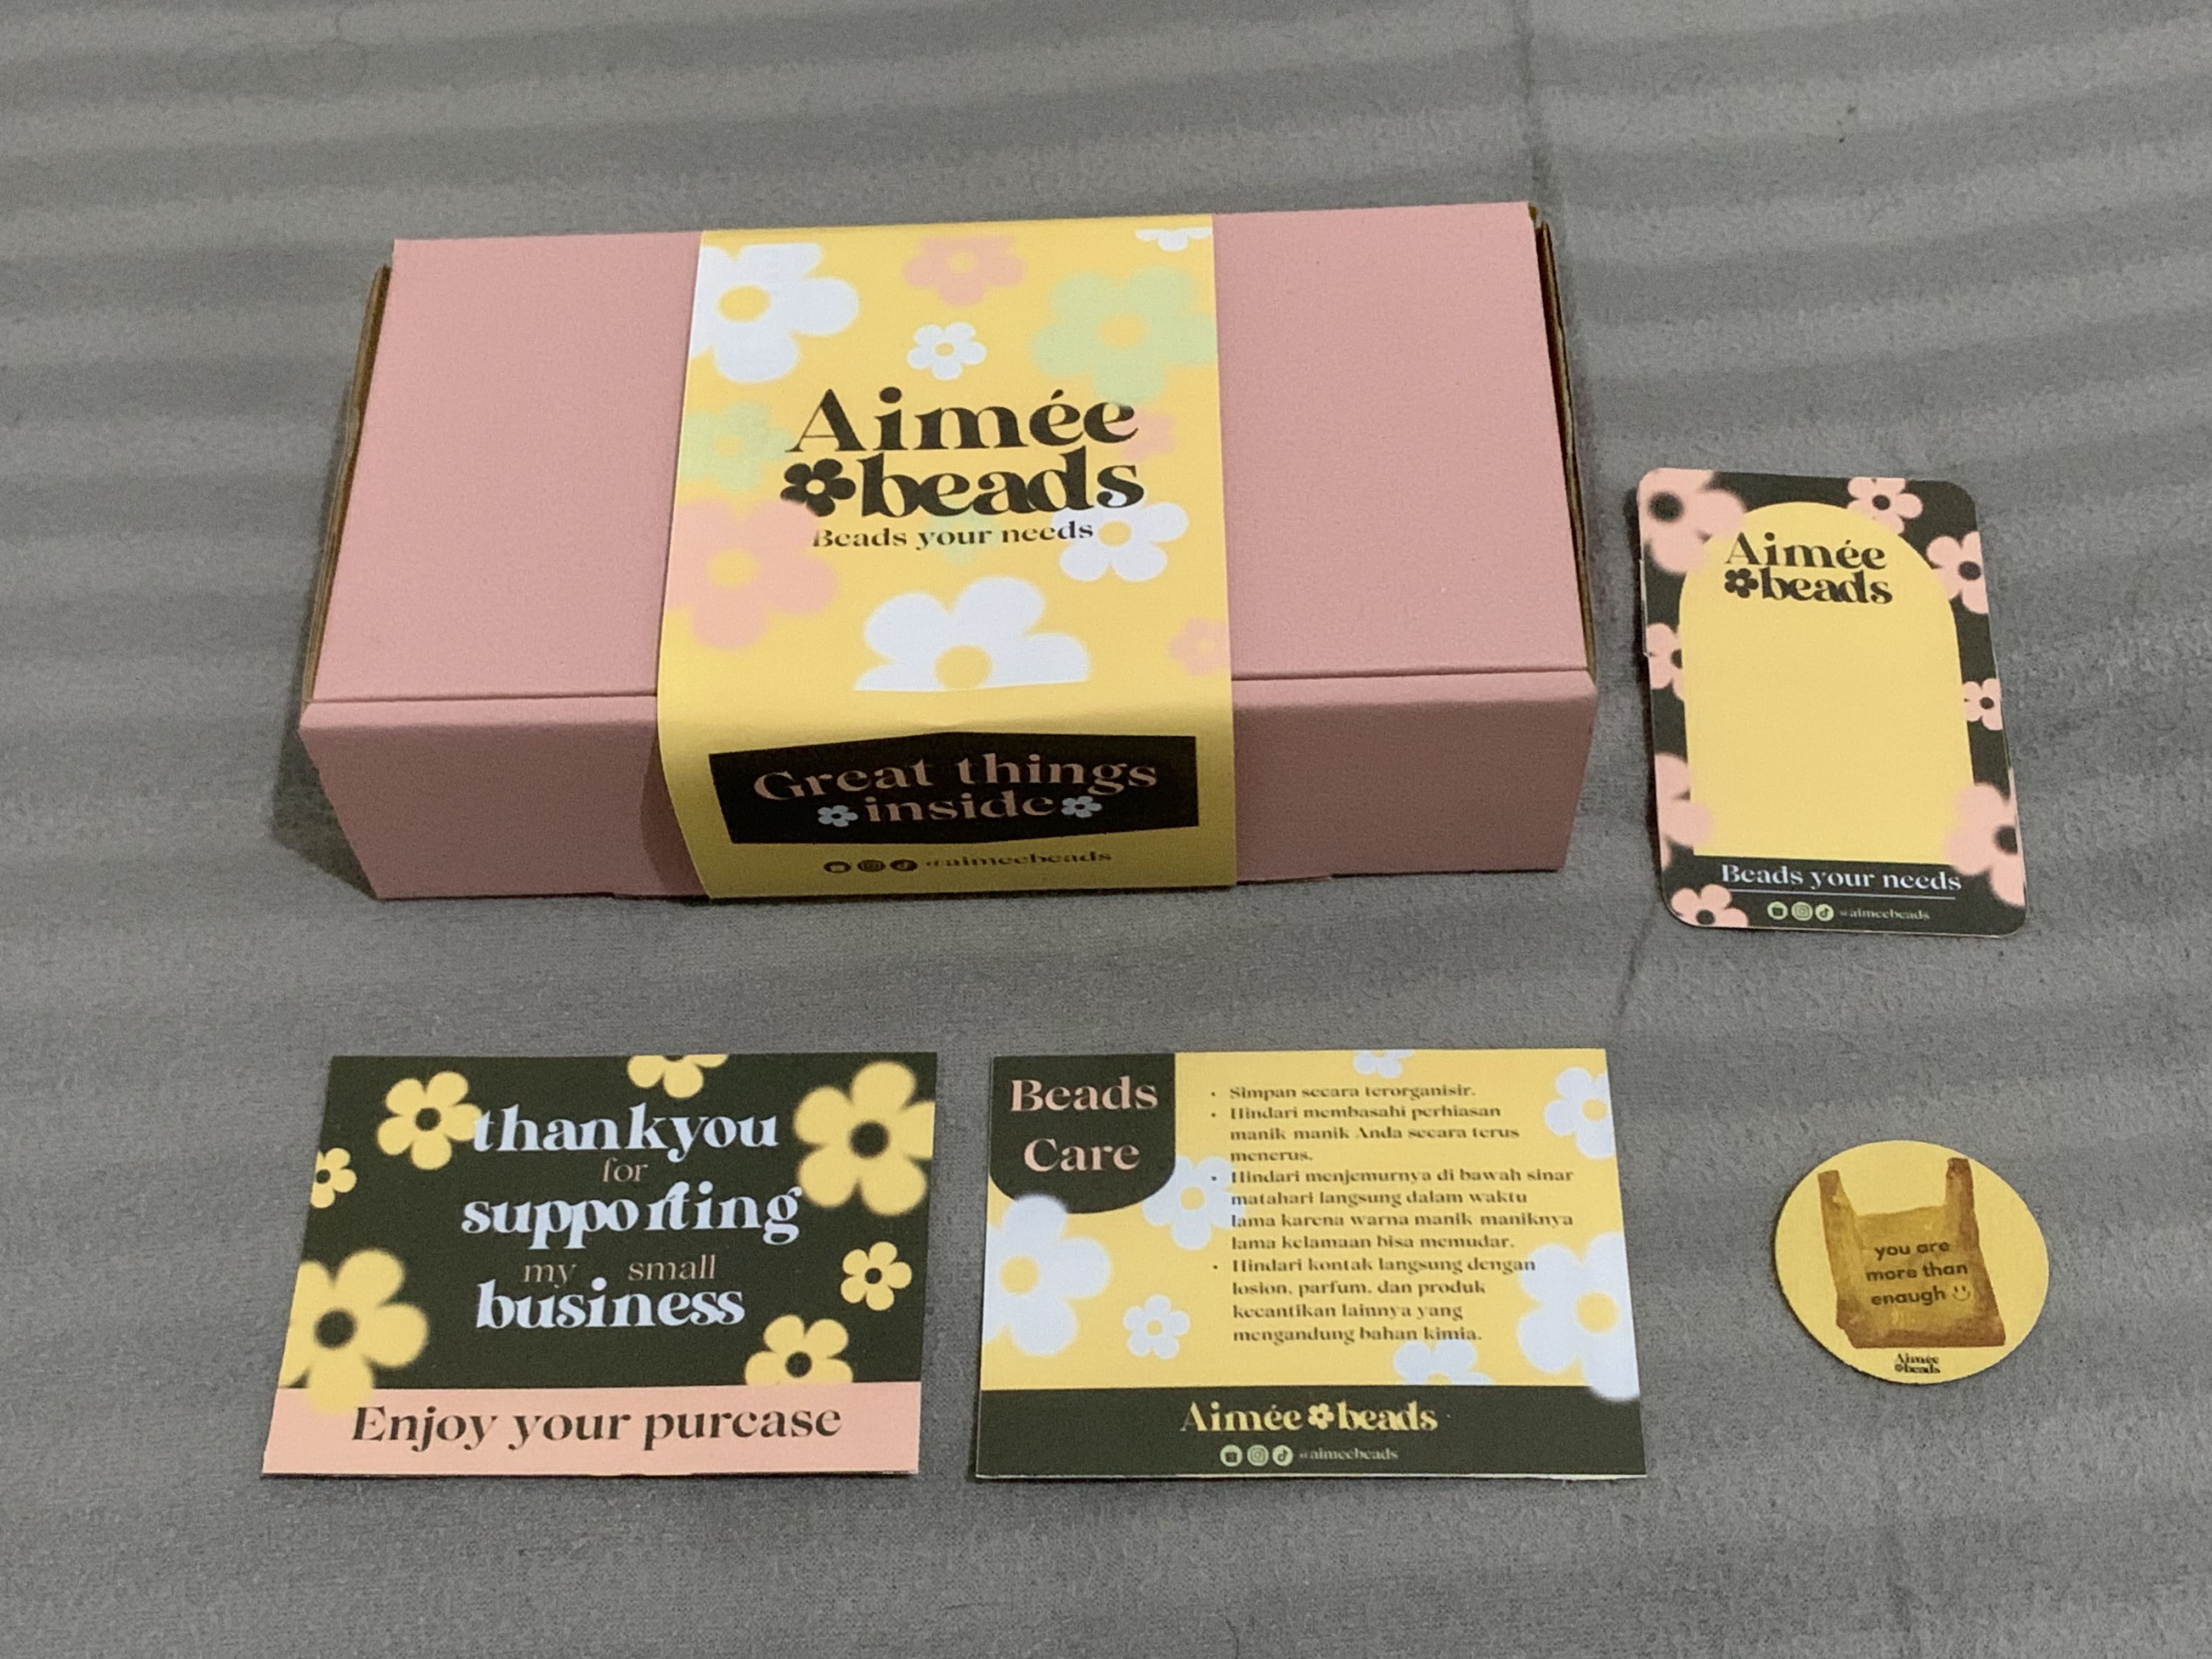 Aimée
beads
Beads your needs
Great things
inside
@aimeebeads
Aimée
beads
Beads your needs
@aimeebeads
thankyou
for
supporting
my small
business
Enjoy your purcase
Beads
Care
• Simpan secara terorganisir.
• Hindari membasahi perhiasan
manik manik Anda secara terus
menerus.
• Hindari menjemurnya di bawah sinar
matahari langsung dalam waktu
lama karena warna manik maniknya
lama kelamaan bisa memudar.
• Hindari kontak langsung dengan
losion, parfum, dan produk
kecantikan lainnya yang
mengandung bahan kimia.
Aimée beads
@aimeebeads
you are
more than
enaugh
Aimée
beads